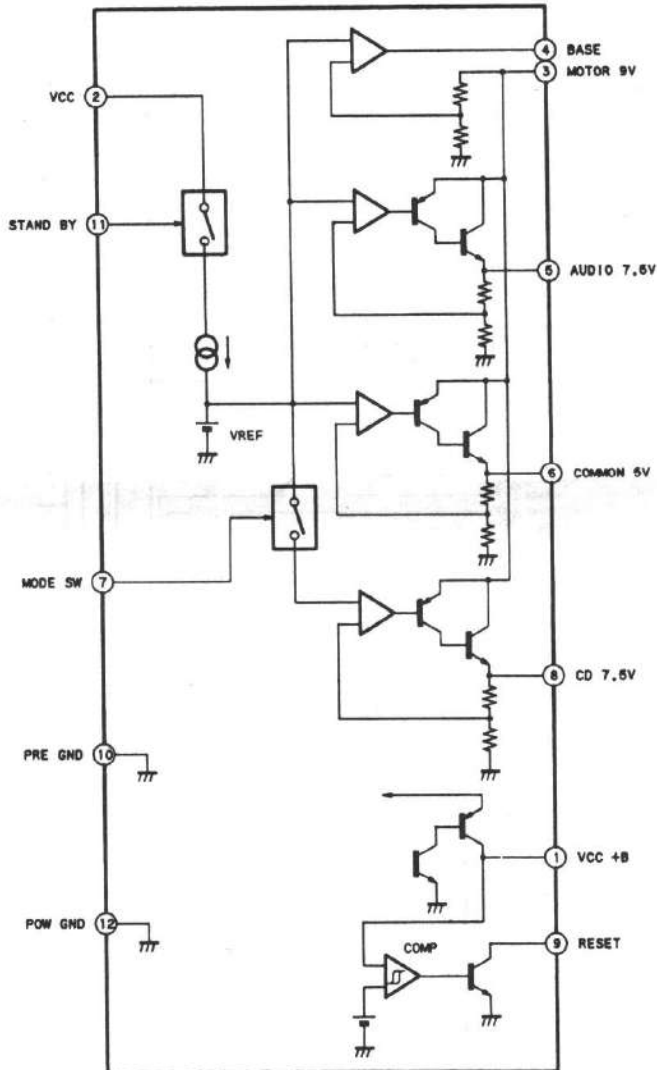 4 BASE
3 MOTOR 9V
VCC 2
STAND BY 11
5 AUDIO 7.5V
VREF
6 COMMON 5V
MODE SW 7
8 CD 7.5V
PRE GND 10
1 VCC +B
POW GND 12
COMP
9 RESET